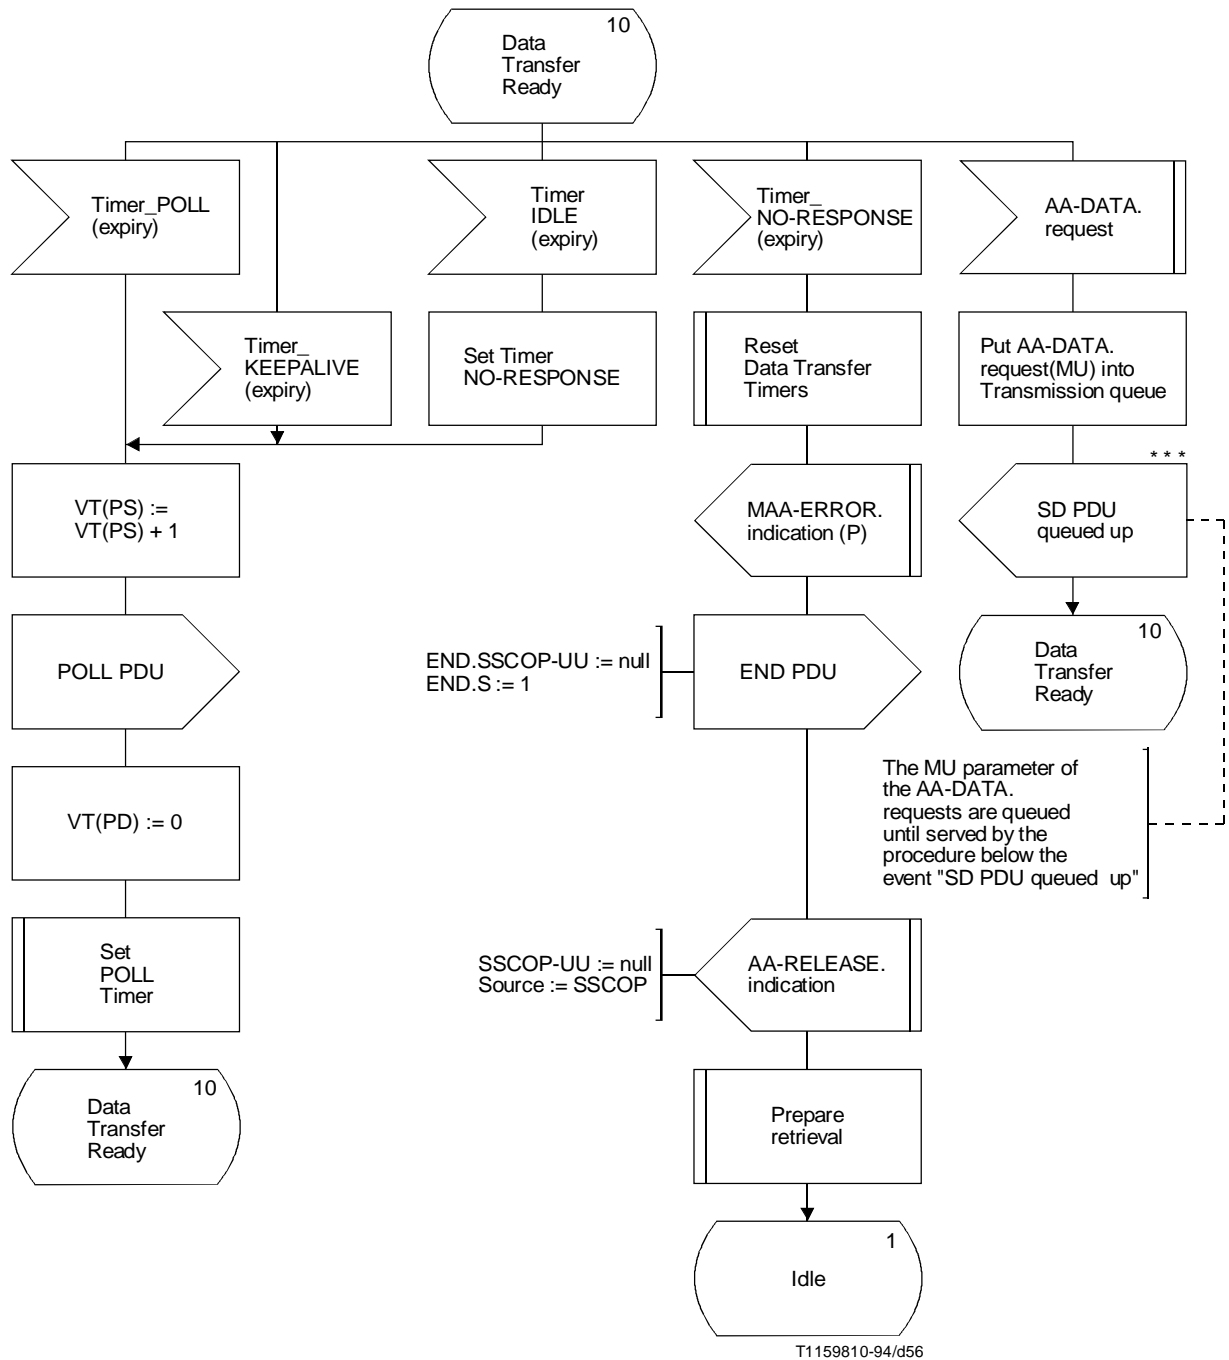 10
Data
Transfer
Ready
Timer_POLL
(expiry)
Timer
IDLE
(expiry)
Timer_
NO-RESPONSE
(expiry)
AA-DATA.
request
Timer_
KEEPALIVE
(expiry)
Set Timer
NO-RESPONSE
Reset
Data Transfer
Timers
Put AA-DATA.
request(MU) into
Transmission queue
VT(PS) :=
VT(PS) + 1
MAA-ERROR.
indication (P)
* * *
SD PDU
queued up
POLL PDU
END.SSCOP-UU := null
END.S := 1
END PDU
10
Data
Transfer
Ready
VT(PD) := 0
The MU parameter of
the AA-DATA.
requests are queued
until served by the
procedure below the
event "SD PDU queued up"
Set
POLL
Timer
SSCOP-UU := null
Source := SSCOP
AA-RELEASE.
indication
10
Data
Transfer
Ready
Prepare
retrieval
1
Idle
T1159810-94/d56